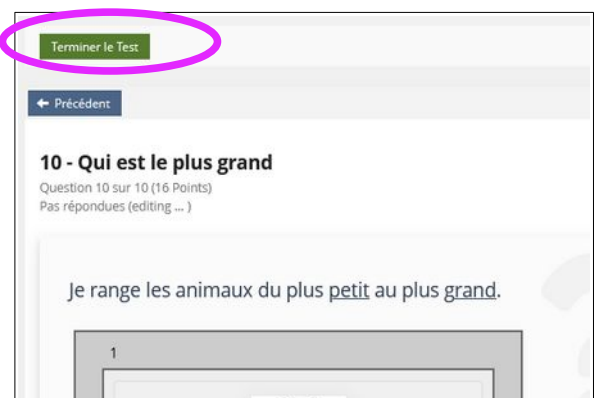 Terminer le Test
← Précédent
10 - Qui est le plus grand
Question 10 sur 10 (16 Points)
Pas répondues (editing ... )
Je range les animaux du plus petit au plus grand.
1